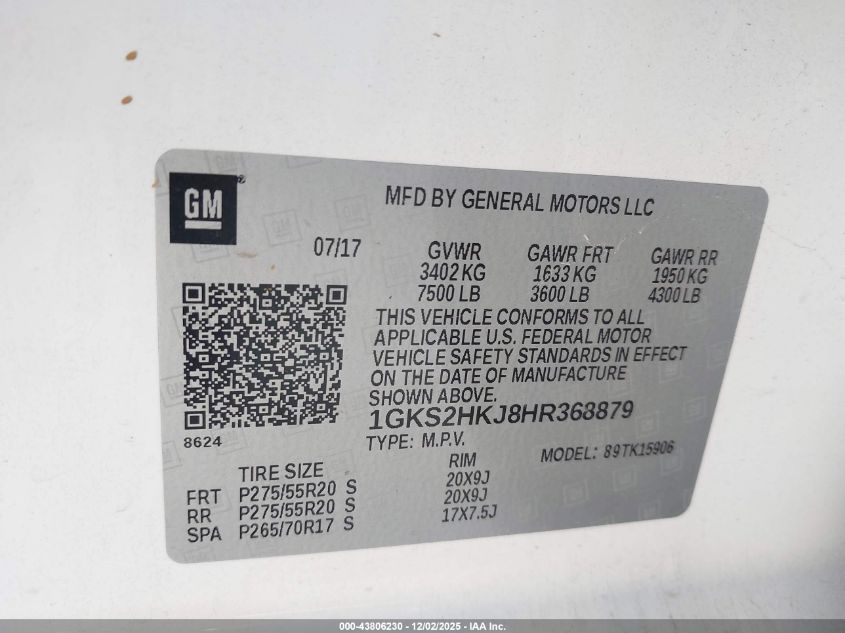 GM
MFD BY GENERAL MOTORS LLC
07/17
GVWR GAWR FRT GAWR RR
3402 KG 1633 KG 1950 KG
7500 LB 3600 LB 4300 LB
THIS VEHICLE CONFORMS TO ALL
APPLICABLE U.S. FEDERAL MOTOR
VEHICLE SAFETY STANDARDS IN EFFECT
ON THE DATE OF MANUFACTURE
SHOWN ABOVE.
1GKS2HKJ8HR368879
8624
TYPE: M.P.V. MODEL: 89TK15906
TIRE SIZE RIM
FRT P275/55R20 S 20X9J
RR P275/55R20 S 20X9J
SPA P265/70R17 S 17X7.5J
000-43806230 - 12/02/2025 - IAA Inc.